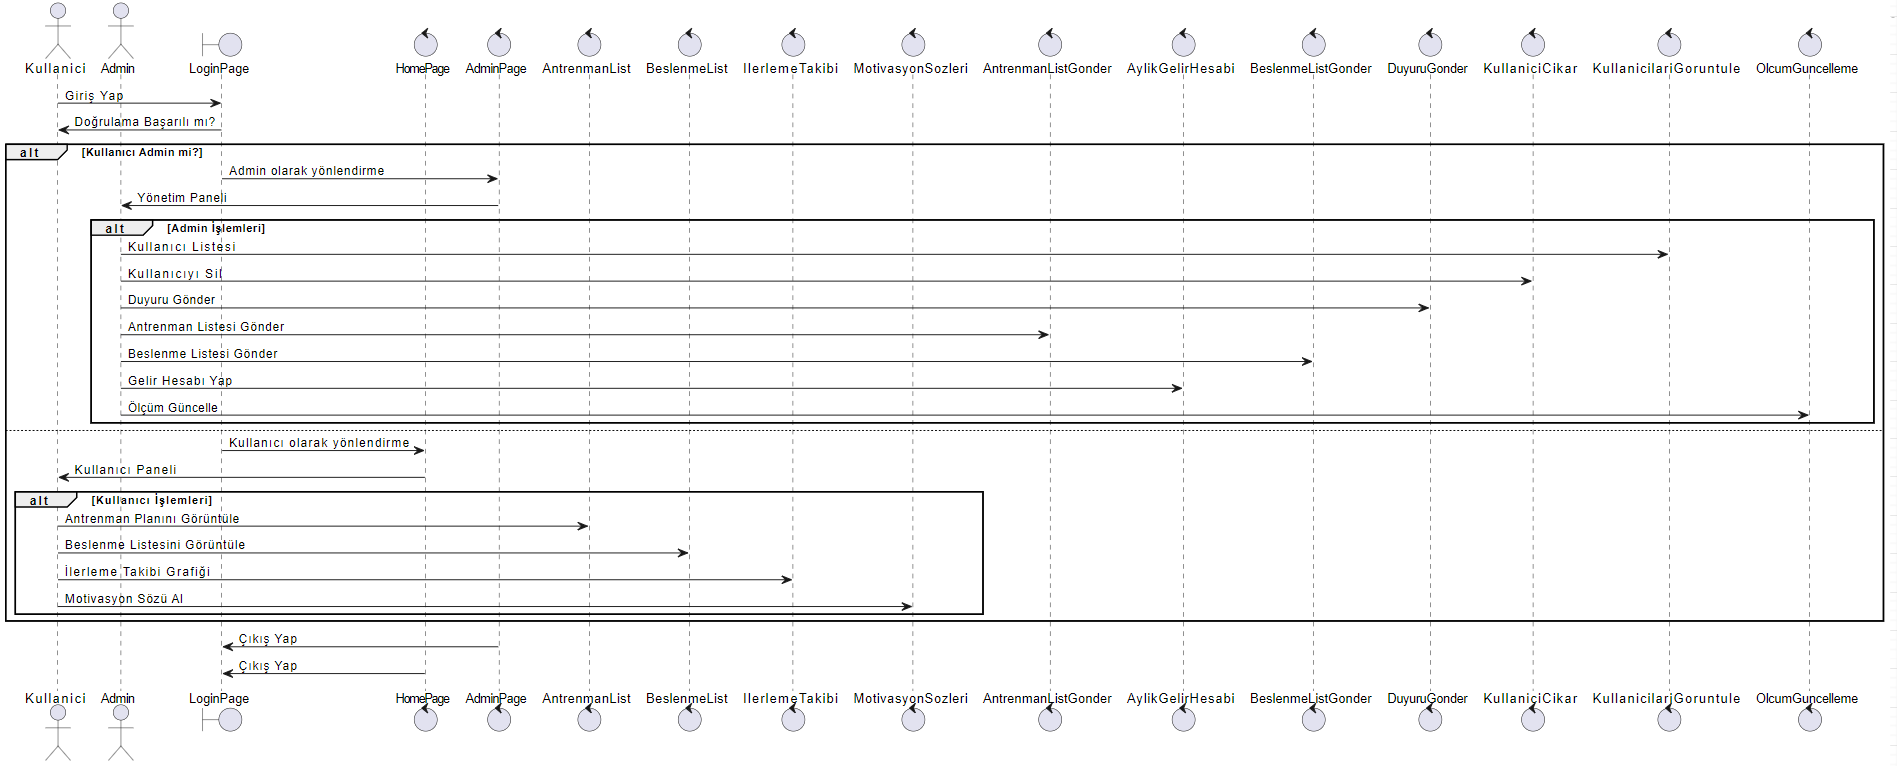 Kullanici Admin LoginPage HomePage AdminPage AntrenmanList BeslenmeList IlerlemeTakibi MotivasyonSozleri AntrenmanListGonder AylikGelirHesabi BeslenmeListGonder DuyuruGonder KullaniciCikar KullanicilariGoruntule OlcumGuncelleme
Giriş Yap
Doğrulama Başarılı mı?
alt [Kullanıcı Admin mi?]
Admin olarak yönlendirme
Yönetim Paneli
alt [Admin İşlemleri]
Kullanıcı Listesi
Kullanıcıyı Sil
Duyuru Gönder
Antrenman Listesi Gönder
Beslenme Listesi Gönder
Gelir Hesabı Yap
Ölçüm Güncelle
Kullanıcı olarak yönlendirme
Kullanıcı Paneli
alt [Kullanıcı İşlemleri]
Antrenman Planını Görüntüle
Beslenme Listesini Görüntüle
İlerleme Takibi Grafiği
Motivasyon Sözü Al
Çıkış Yap
Çıkış Yap
Kullanici Admin LoginPage HomePage AdminPage AntrenmanList BeslenmeList IlerlemeTakibi MotivasyonSozleri AntrenmanListGonder AylikGelirHesabi BeslenmeListGonder DuyuruGonder KullaniciCikar KullanicilariGoruntule OlcumGuncelleme